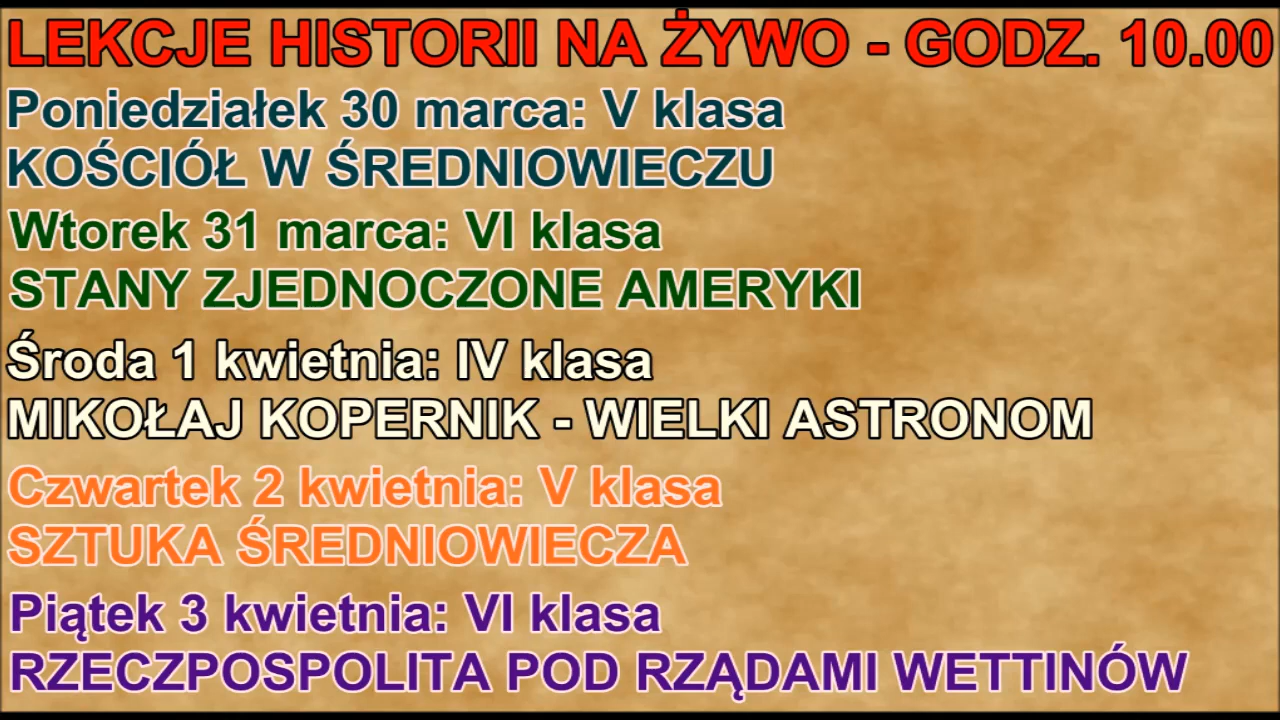 LEKCJE HISTORII NA ŻYWO - GODZ. 10.00
Poniedziałek 30 marca: V klasa
KOŚCIÓŁ W ŚREDNIOWIECZU
Wtorek 31 marca: VI klasa
STANY ZJEDNOCZONE AMERYKI
Środa 1 kwietnia: IV klasa
MIKOŁAJ KOPERNIK - WIELKI ASTRONOM
Czwartek 2 kwietnia: V klasa
SZTUKA ŚREDNIOWIECZA
Piątek 3 kwietnia: VI klasa
RZECZPOSPOLITA POD RZĄDAMI WETTINÓW